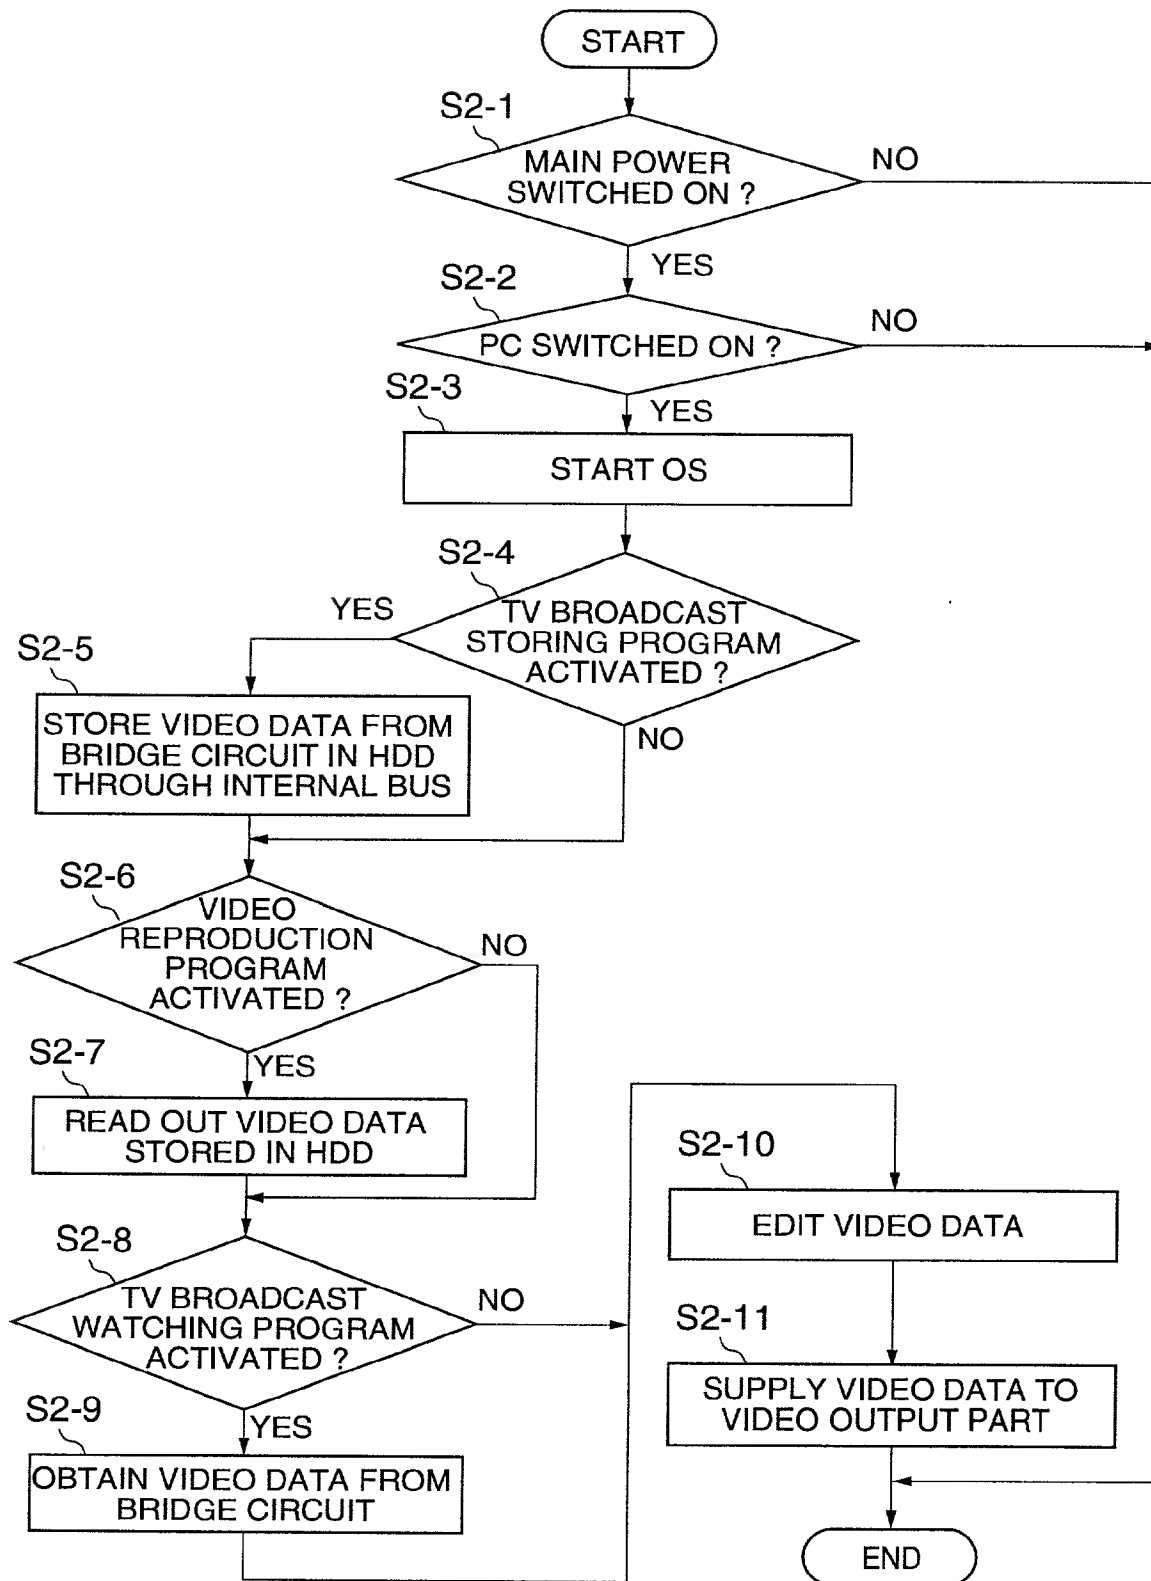 START
S2-1
MAIN POWER
SWITCHED ON ?
NO
YES
S2-2
PC SWITCHED ON ?
NO
YES
S2-3
START OS
S2-4
TV BROADCAST
STORING PROGRAM
ACTIVATED ?
YES
NO
S2-5
STORE VIDEO DATA FROM
BRIDGE CIRCUIT IN HDD
THROUGH INTERNAL BUS
S2-6
VIDEO
REPRODUCTION
PROGRAM
ACTIVATED ?
NO
YES
S2-7
READ OUT VIDEO DATA
STORED IN HDD
S2-8
TV BROADCAST
WATCHING PROGRAM
ACTIVATED ?
NO
YES
S2-9
OBTAIN VIDEO DATA FROM
BRIDGE CIRCUIT
S2-10
EDIT VIDEO DATA
S2-11
SUPPLY VIDEO DATA TO
VIDEO OUTPUT PART
END